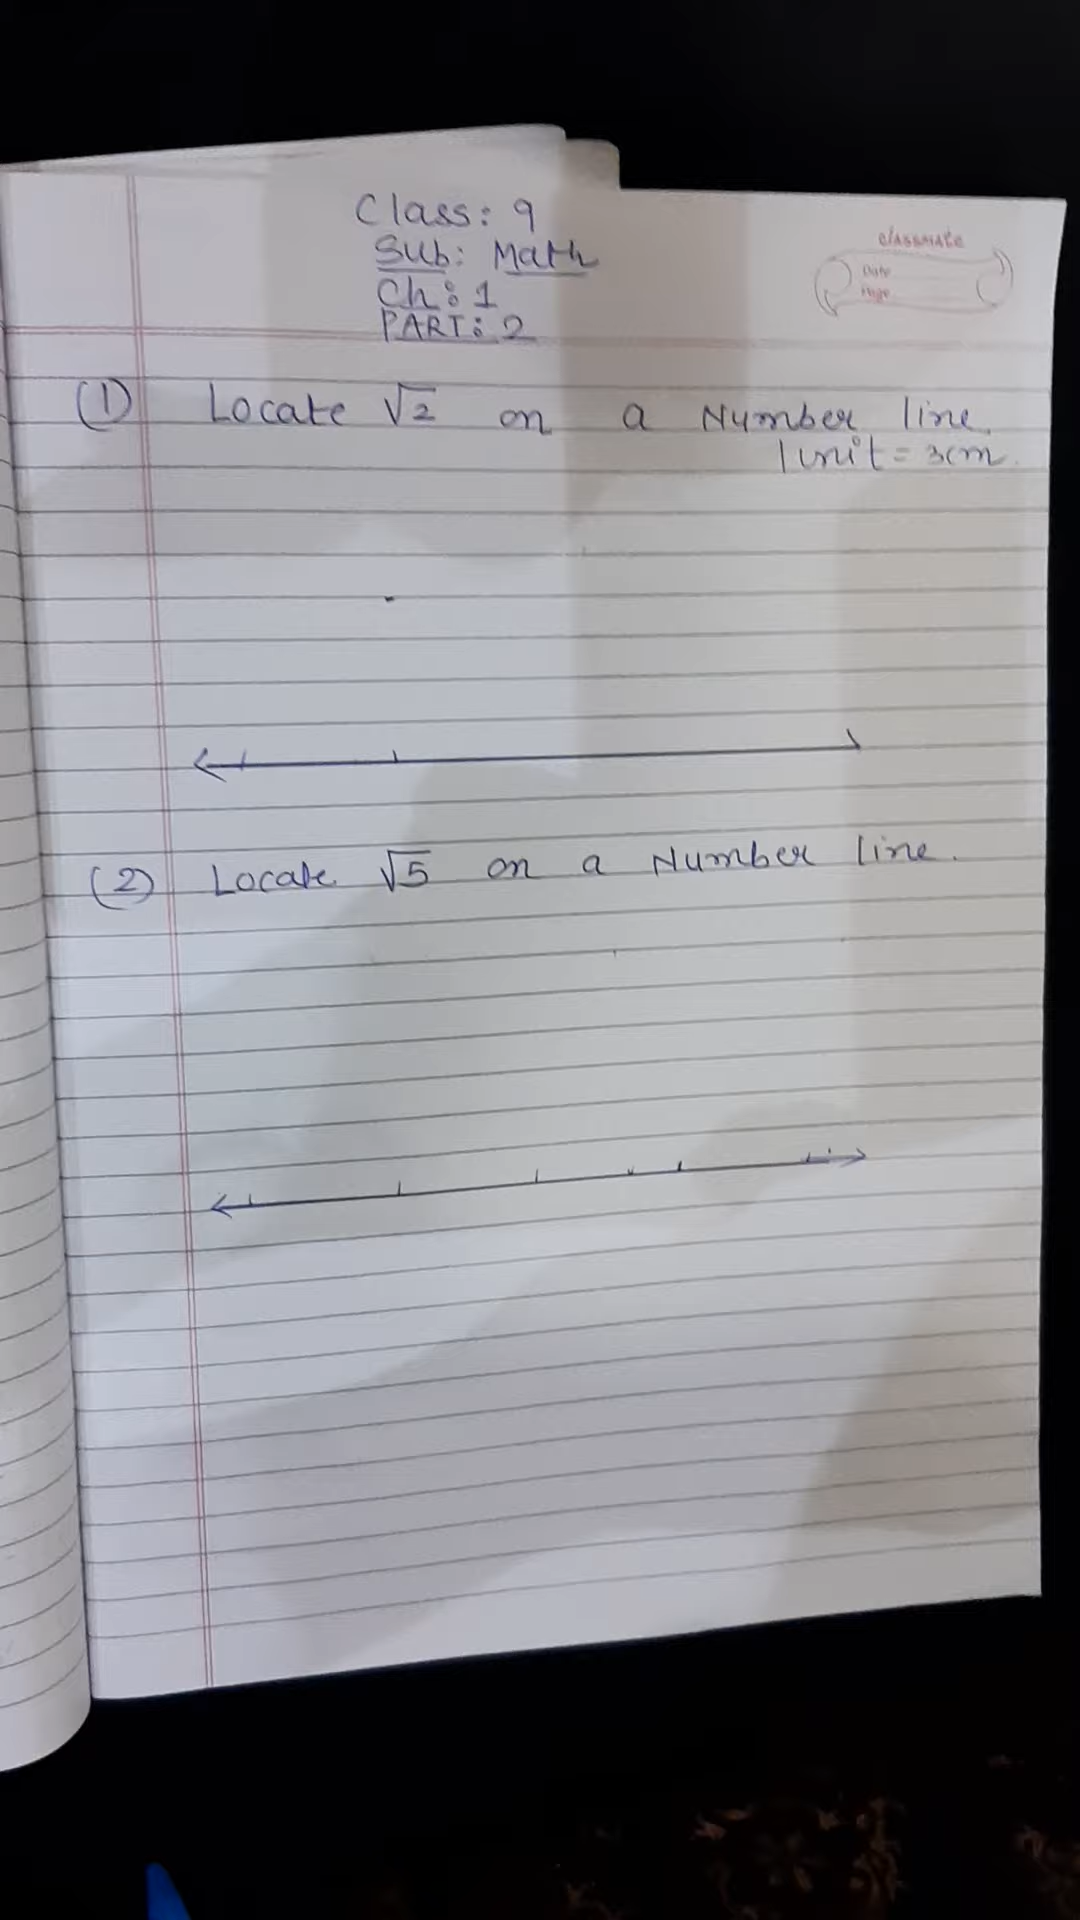 Class: 9
Sub: Math
Ch: 1
PART: 2
classmate
Date
Page
(1) Locate √2 on a Number line.
1 unit = 3cm.
(2) Locate √5 on a Number line.